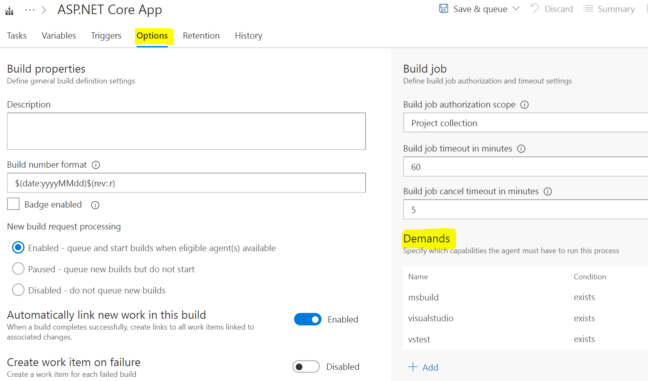 ... > ASP.NET Core App
Save & queue Discard Summary
Tasks Variables Triggers Options Retention History
Build properties
Define general build definition settings
Description
Build number format
$(date:yyyyMMdd)$(rev:.r)
Badge enabled
New build request processing
Enabled - queue and start builds when eligible agent(s) available
Paused - queue new builds but do not start
Disabled - do not queue new builds
Automatically link new work in this build
When a build completes successfully, create links to all work items linked to
associated changes.
Enabled
Create work item on failure
Create a work item for each failed build
Disabled
Build job
Define build job authorization and timeout settings
Build job authorization scope
Project collection
Build job timeout in minutes
60
Build job cancel timeout in minutes
5
Demands
Specify which capabilities the agent must have to run this process
Name Condition
msbuild exists
visualstudio exists
vstest exists
+ Add